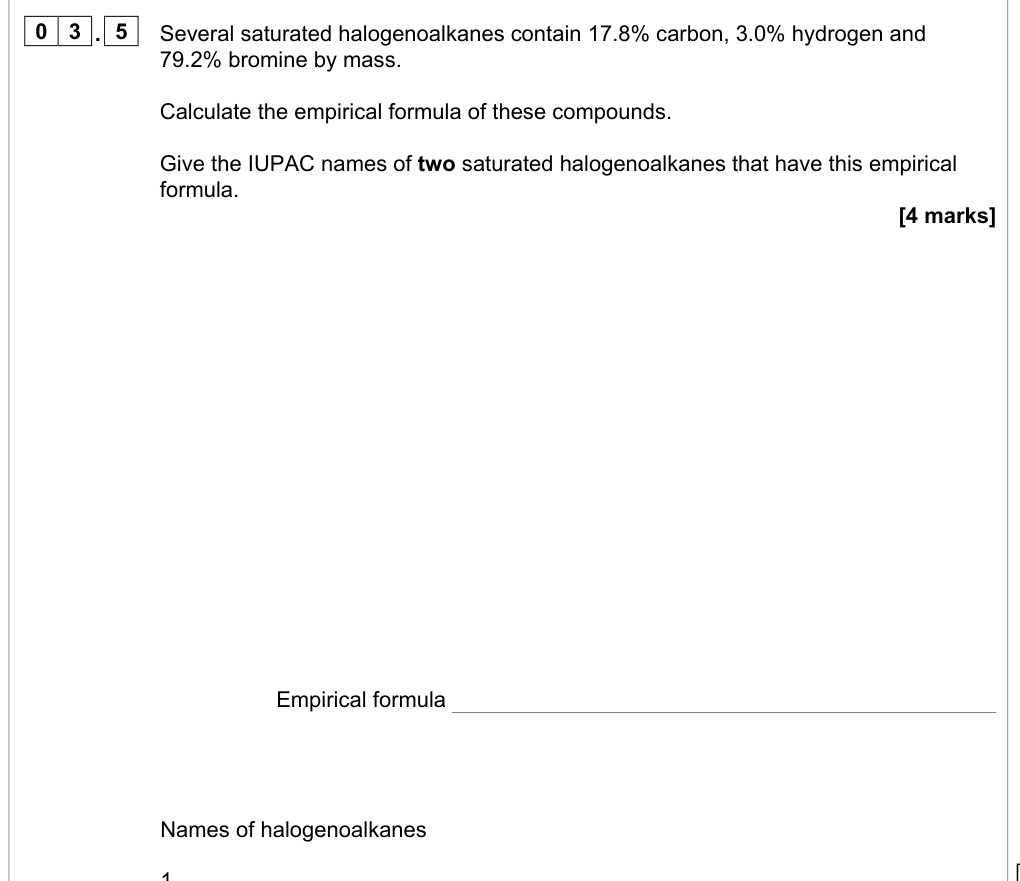 0 3 . 5 Several saturated halogenoalkanes contain 17.8% carbon, 3.0% hydrogen and
79.2% bromine by mass.
Calculate the empirical formula of these compounds.
Give the IUPAC names of two saturated halogenoalkanes that have this empirical
formula.
[4 marks]
Empirical formula
Names of halogenoalkanes
1